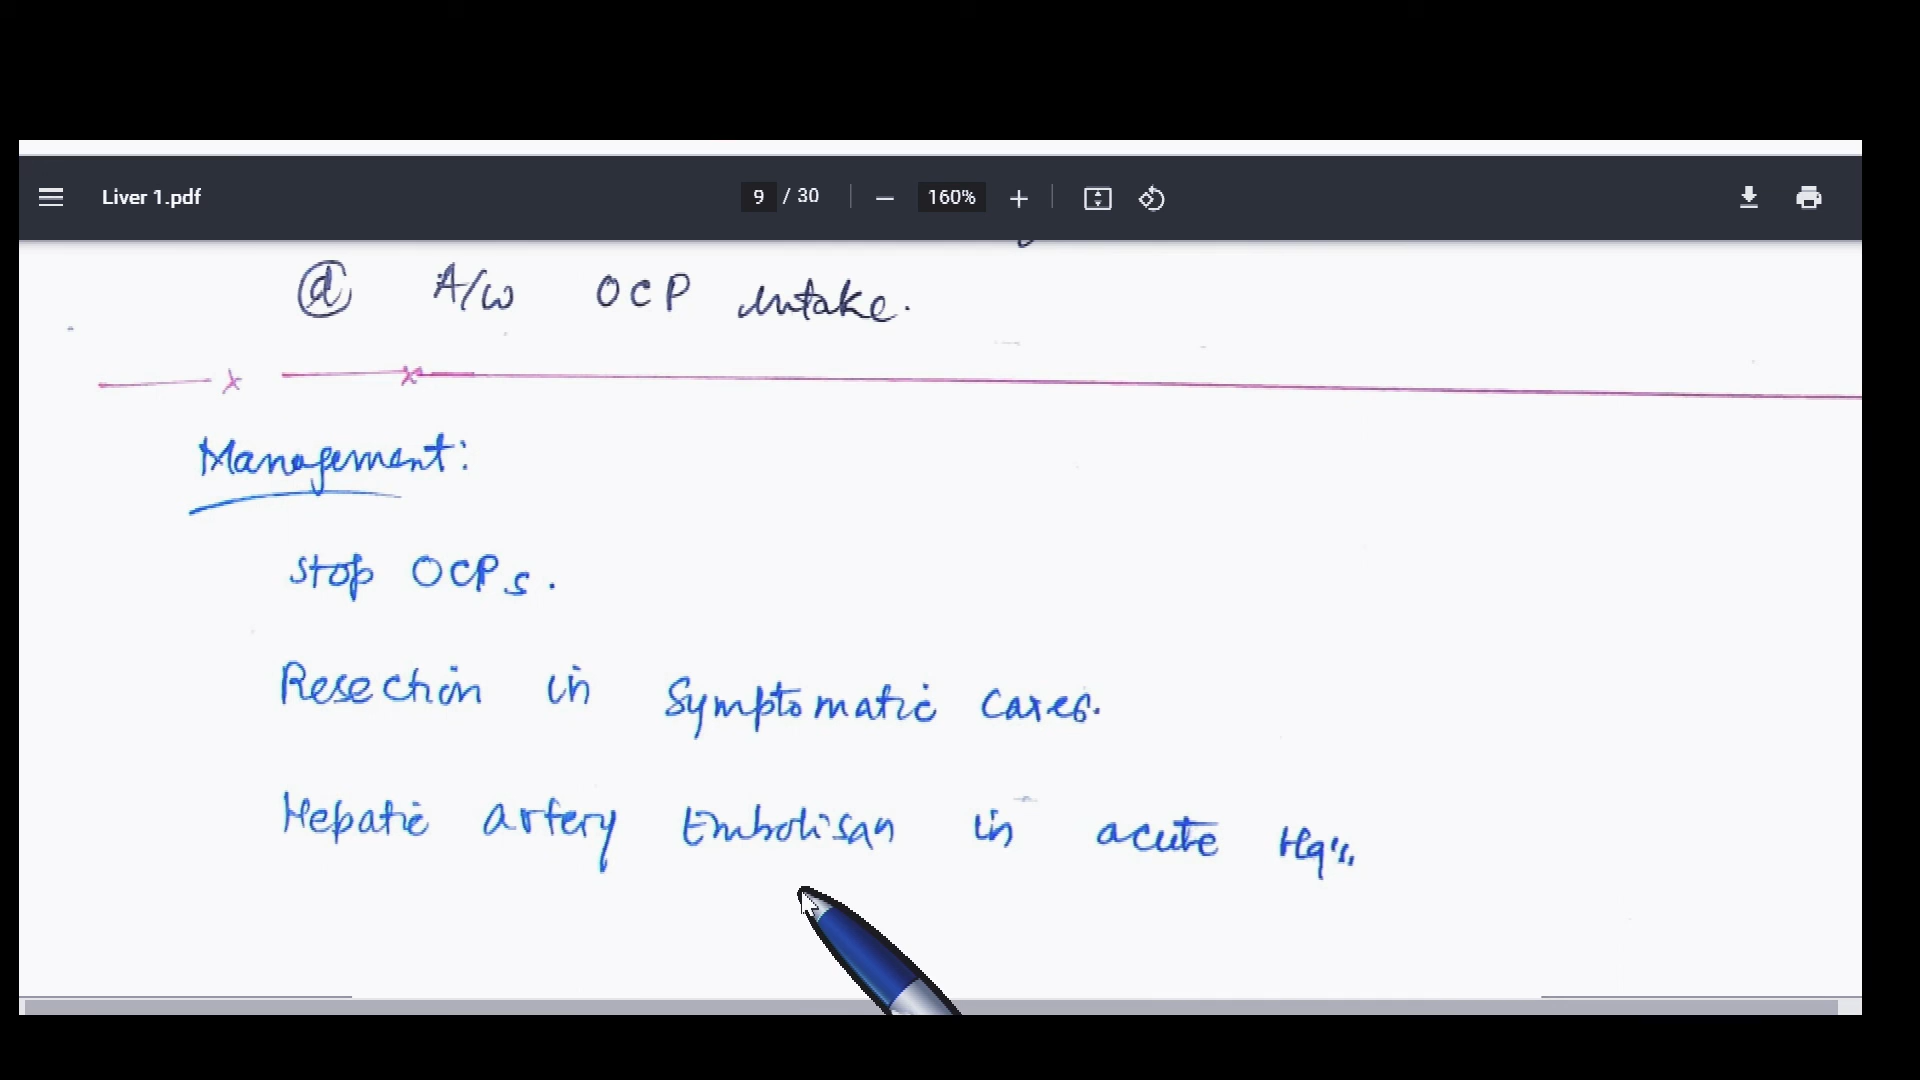 Liver 1.pdf 9 / 30 160%
ⓓ A/w OCP intake.
Management:
Stop OCPs.
Resection in Symptomatic Cases.
Hepatic artery Embolisan in acute